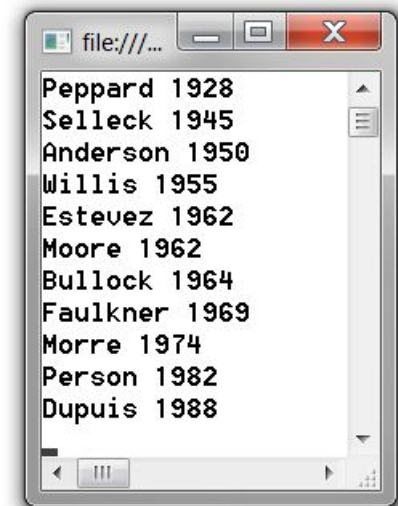 file:///...
Peppard 1928
Selleck 1945
Anderson 1950
Willis 1955
Estevez 1962
Moore 1962
Bullock 1964
Faulkner 1969
Morre 1974
Person 1982
Dupuis 1988